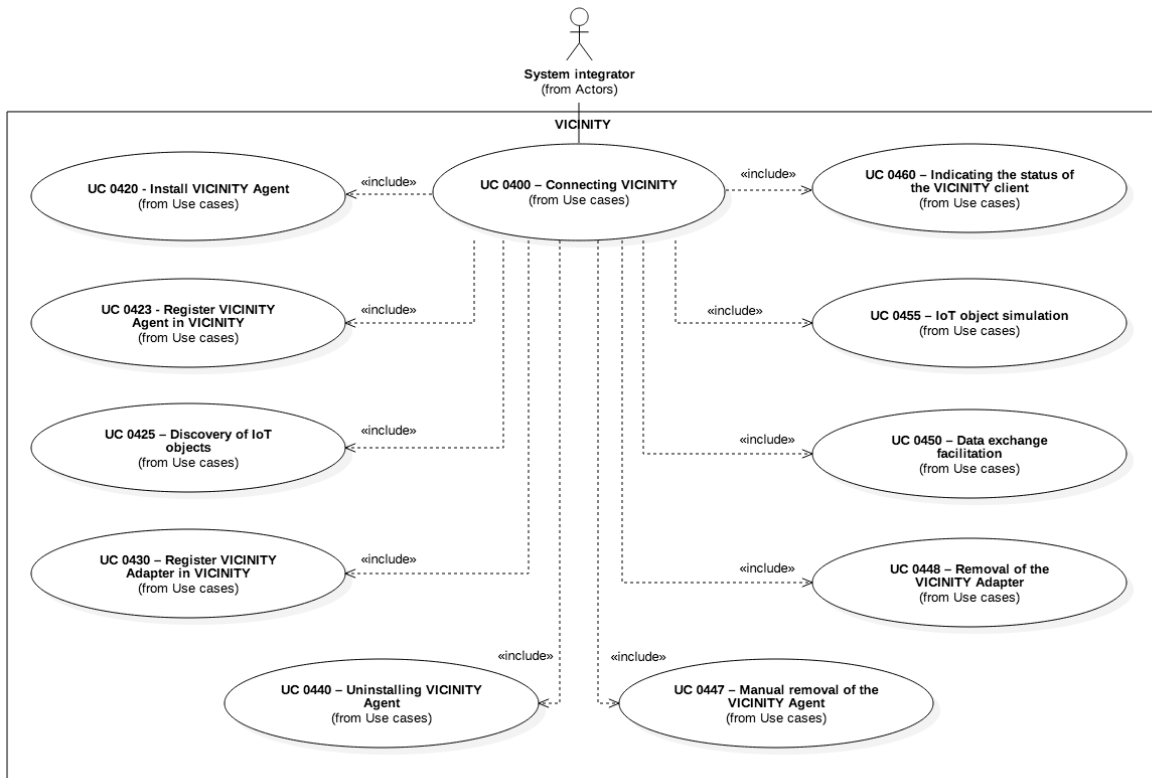 System integrator
(from Actors)
VICINITY
UC 0420 - Install VICINITY Agent
(from Use cases)
«include»
UC 0400 – Connecting VICINITY
(from Use cases)
«include»
UC 0460 – Indicating the status of
the VICINITY client
(from Use cases)
UC 0423 - Register VICINITY
Agent in VICINITY
(from Use cases)
«include»
«include»
UC 0455 – IoT object simulation
(from Use cases)
UC 0425 – Discovery of IoT
objects
(from Use cases)
«include»
«include»
UC 0450 – Data exchange
facilitation
(from Use cases)
UC 0430 – Register VICINITY
Adapter in VICINITY
(from Use cases)
«include»
«include»
UC 0448 – Removal of the
VICINITY Adapter
(from Use cases)
UC 0440 – Uninstalling VICINITY
Agent
(from Use cases)
«include»
«include»
UC 0447 – Manual removal of the
VICINITY Agent
(from Use cases)